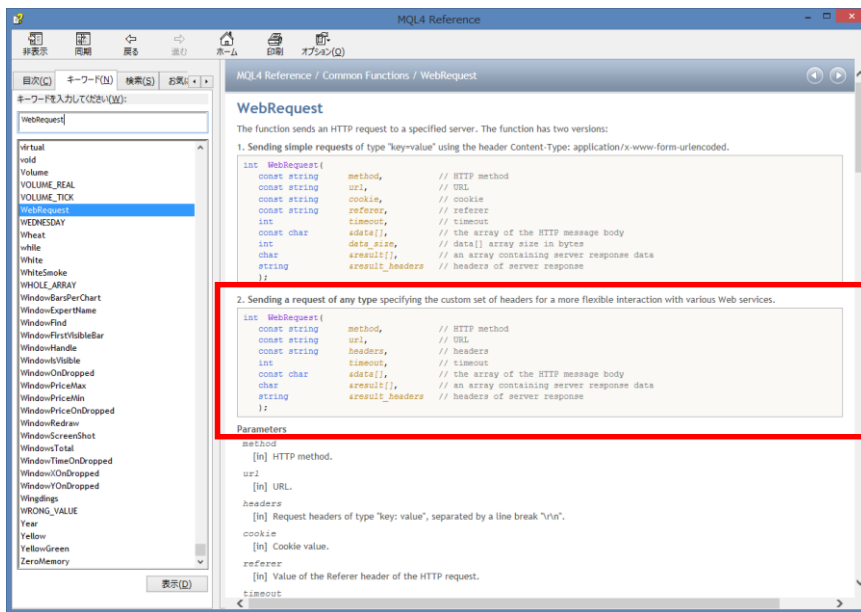 MQL4 Reference
非表示 同期 戻る 進む ホーム 印刷 オプション(O)
目次(C) キーワード(N) 検索(S) お気に
キーワードを入力してください(W):
WebRequest
virtual
void
Volume
VOLUME_REAL
VOLUME_TICK
WebRequest
WEDNESDAY
Wheat
while
White
WhiteSmoke
WHOLE_ARRAY
WindowBarsPerChart
WindowExpertName
WindowFind
WindowFirstVisibleBar
WindowHandle
WindowIsVisible
WindowOnDropped
WindowPriceMax
WindowPriceMin
WindowPriceOnDropped
WindowRedraw
WindowScreenShot
WindowsTotal
WindowTimeOnDropped
WindowXOnDropped
WindowYOnDropped
Wingdings
WRONG_VALUE
Year
Yellow
YellowGreen
ZeroMemory
表示(D)
MQL4 Reference / Common Functions / WebRequest
WebRequest
The function sends an HTTP request to a specified server. The function has two versions:
1. Sending simple requests of type "key=value" using the header Content-Type: application/x-www-form-urlencoded.
int WebRequest(
const string method, // HTTP method
const string url, // URL
const string cookie, // cookie
const string referer, // referer
int timeout, // timeout
const char &data[], // the array of the HTTP message body
int data_size, // data[] array size in bytes
char &result[], // an array containing server response data
string &result_headers // headers of server response
);
2. Sending a request of any type specifying the custom set of headers for a more flexible interaction with various Web services.
int WebRequest(
const string method, // HTTP method
const string url, // URL
const string headers, // headers
int timeout, // timeout
const char &data[], // the array of the HTTP message body
char &result[], // an array containing server response data
string &result_headers // headers of server response
);
Parameters
method
[in] HTTP method.
url
[in] URL.
headers
[in] Request headers of type "key: value", separated by a line break "\r\n".
cookie
[in] Cookie value.
referer
[in] Value of the Referer header of the HTTP request.
timeout